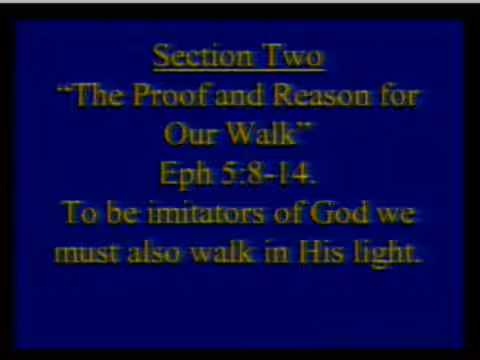 Section Two
“The Proof and Reason for
Our Walk”
Eph 5:8-14.
To be imitators of God we
must also walk in His light.